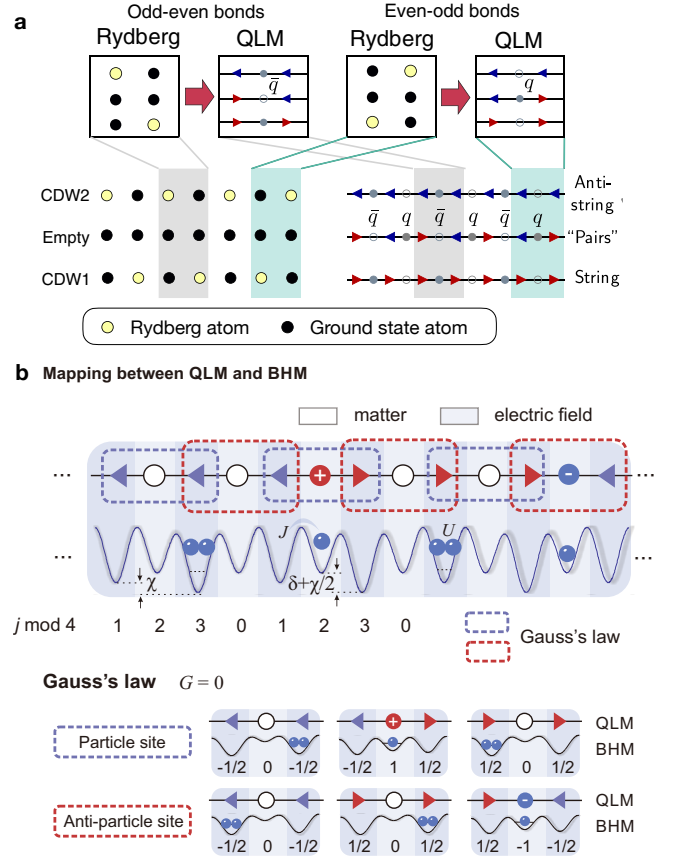 a
Odd-even bonds
Even-odd bonds
Rydberg
QLM
Rydberg
QLM
q̄
q
CDW2
Empty
CDW1
Anti-
string
q̄ q q̄ q q̄ q
“Pairs”
String
Rydberg atom
Ground state atom
b Mapping between QLM and BHM
matter
electric field
...
+
-
...
...
J
U
...
χ
δ+χ/2
j mod 4 1 2 3 0 1 2 3 0
Gauss's law
Gauss's law G = 0
Particle site
+
QLM
BHM
-1/2 0 -1/2
-1/2 1 1/2
1/2 0 1/2
Anti-particle site
-
QLM
BHM
-1/2 0 -1/2
1/2 0 1/2
1/2 -1 -1/2